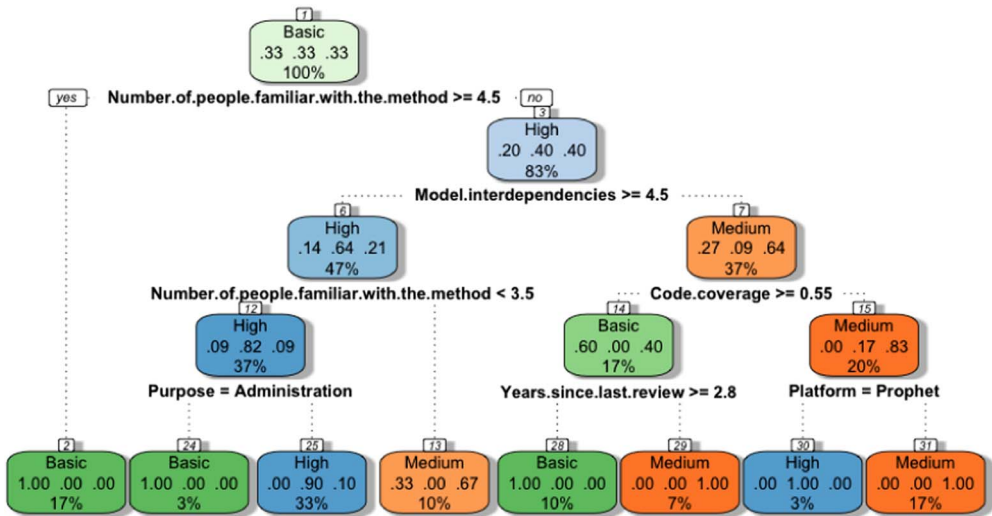 1
Basic
.33 .33 .33
100%
yes Number.of.people.familiar.with.the.method >= 4.5 no
3
High
.20 .40 .40
83%
Model.interdependencies >= 4.5
6
High
.14 .64 .21
47%
7
Medium
.27 .09 .64
37%
Number.of.people.familiar.with.the.method < 3.5
Code.coverage >= 0.55
12
High
.09 .82 .09
37%
14
Basic
.60 .00 .40
17%
15
Medium
.00 .17 .83
20%
Purpose = Administration
Years.since.last.review >= 2.8
Platform = Prophet
2
Basic
1.00 .00 .00
17%
24
Basic
1.00 .00 .00
3%
25
High
.00 .90 .10
33%
13
Medium
.33 .00 .67
10%
28
Basic
1.00 .00 .00
10%
29
Medium
.00 .00 1.00
7%
30
High
.00 1.00 .00
3%
31
Medium
.00 .00 1.00
17%